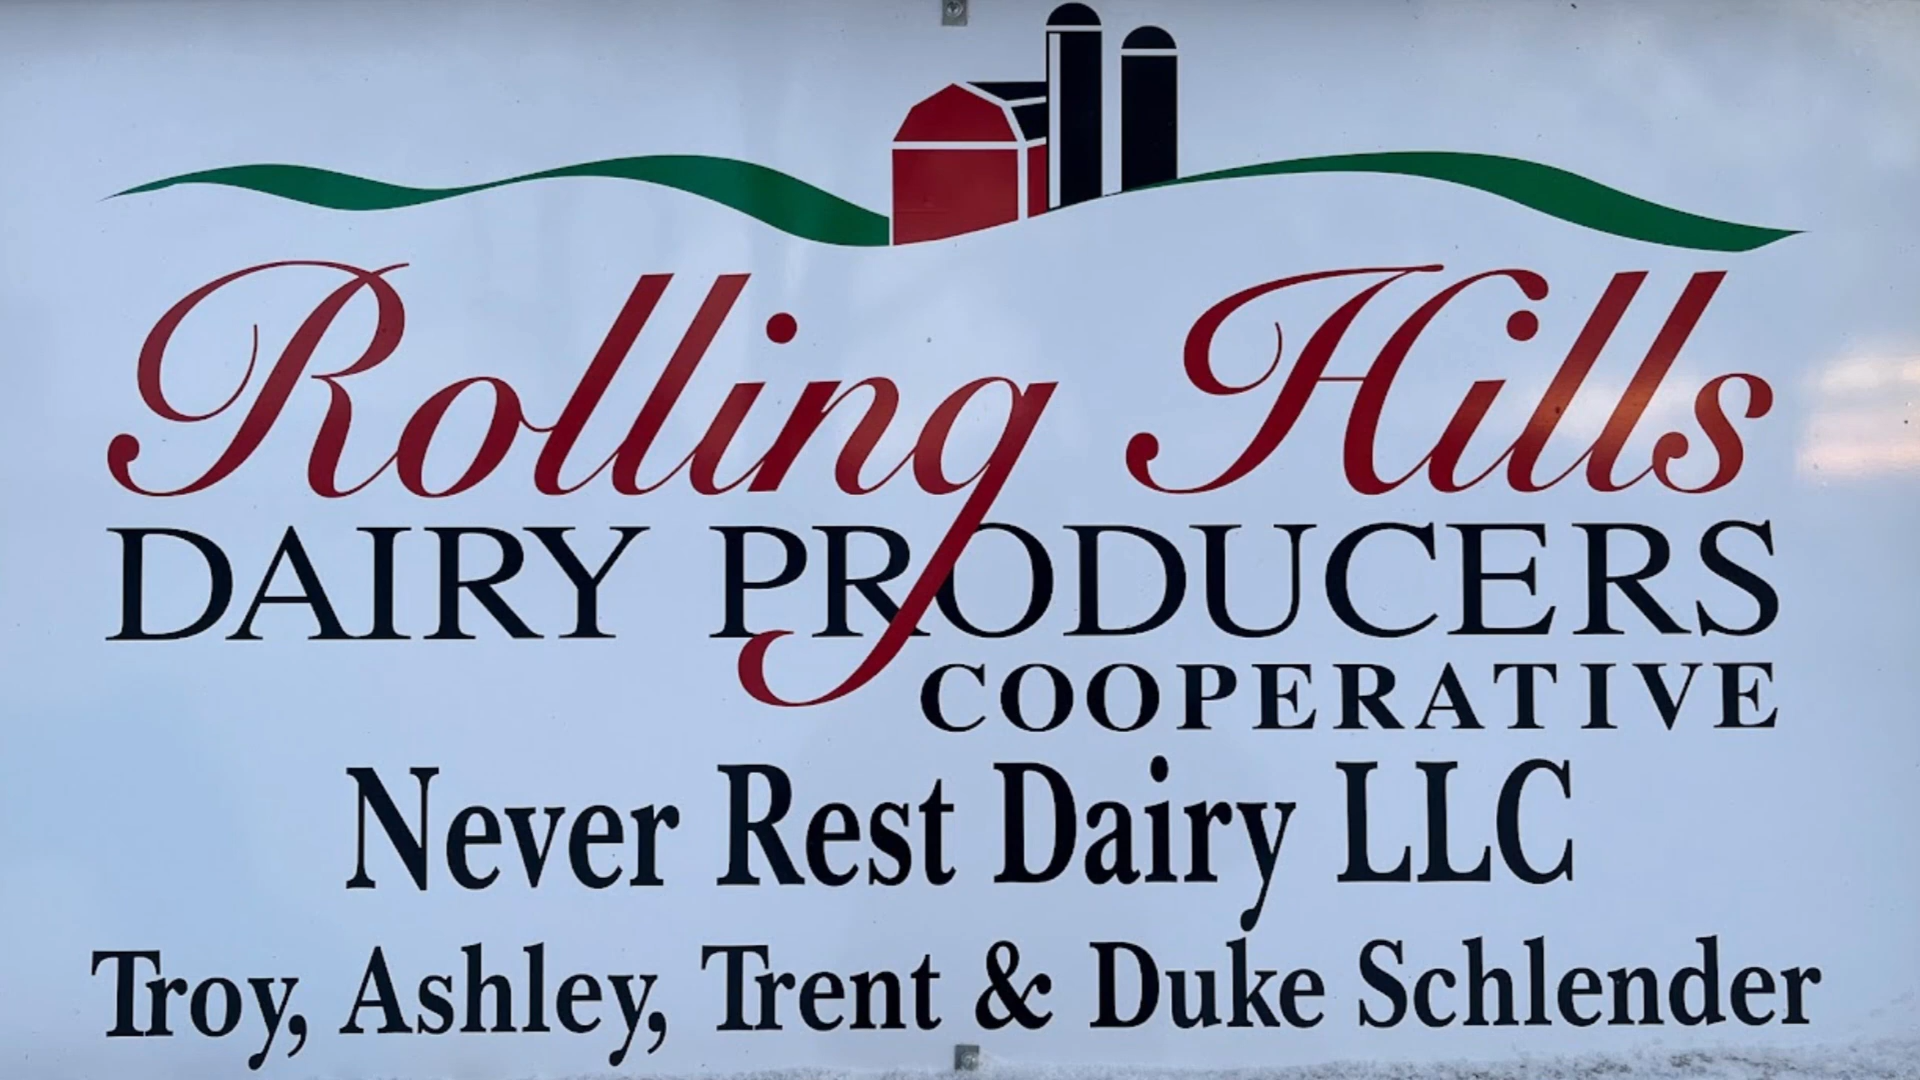 Rolling Hills
DAIRY PRODUCERS
COOPERATIVE
Never Rest Dairy LLC
Troy, Ashley, Trent & Duke Schlender